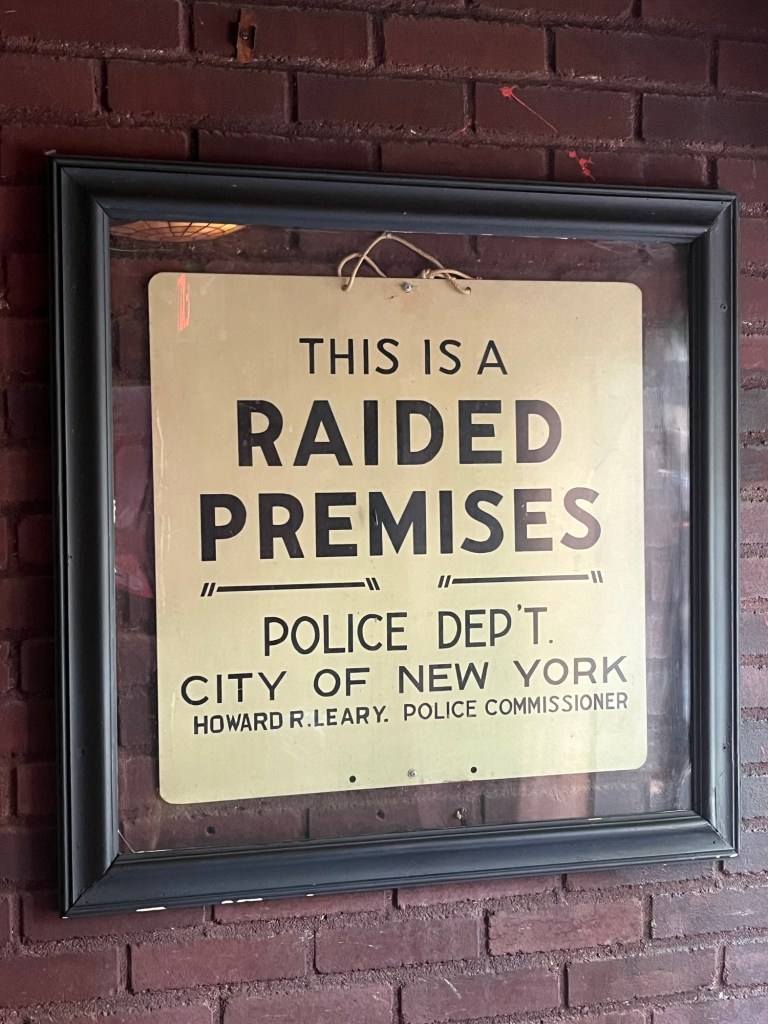 THIS IS A
RAIDED
PREMISES
POLICE DEP'T.
CITY OF NEW YORK
HOWARD R. LEARY. POLICE COMMISSIONER